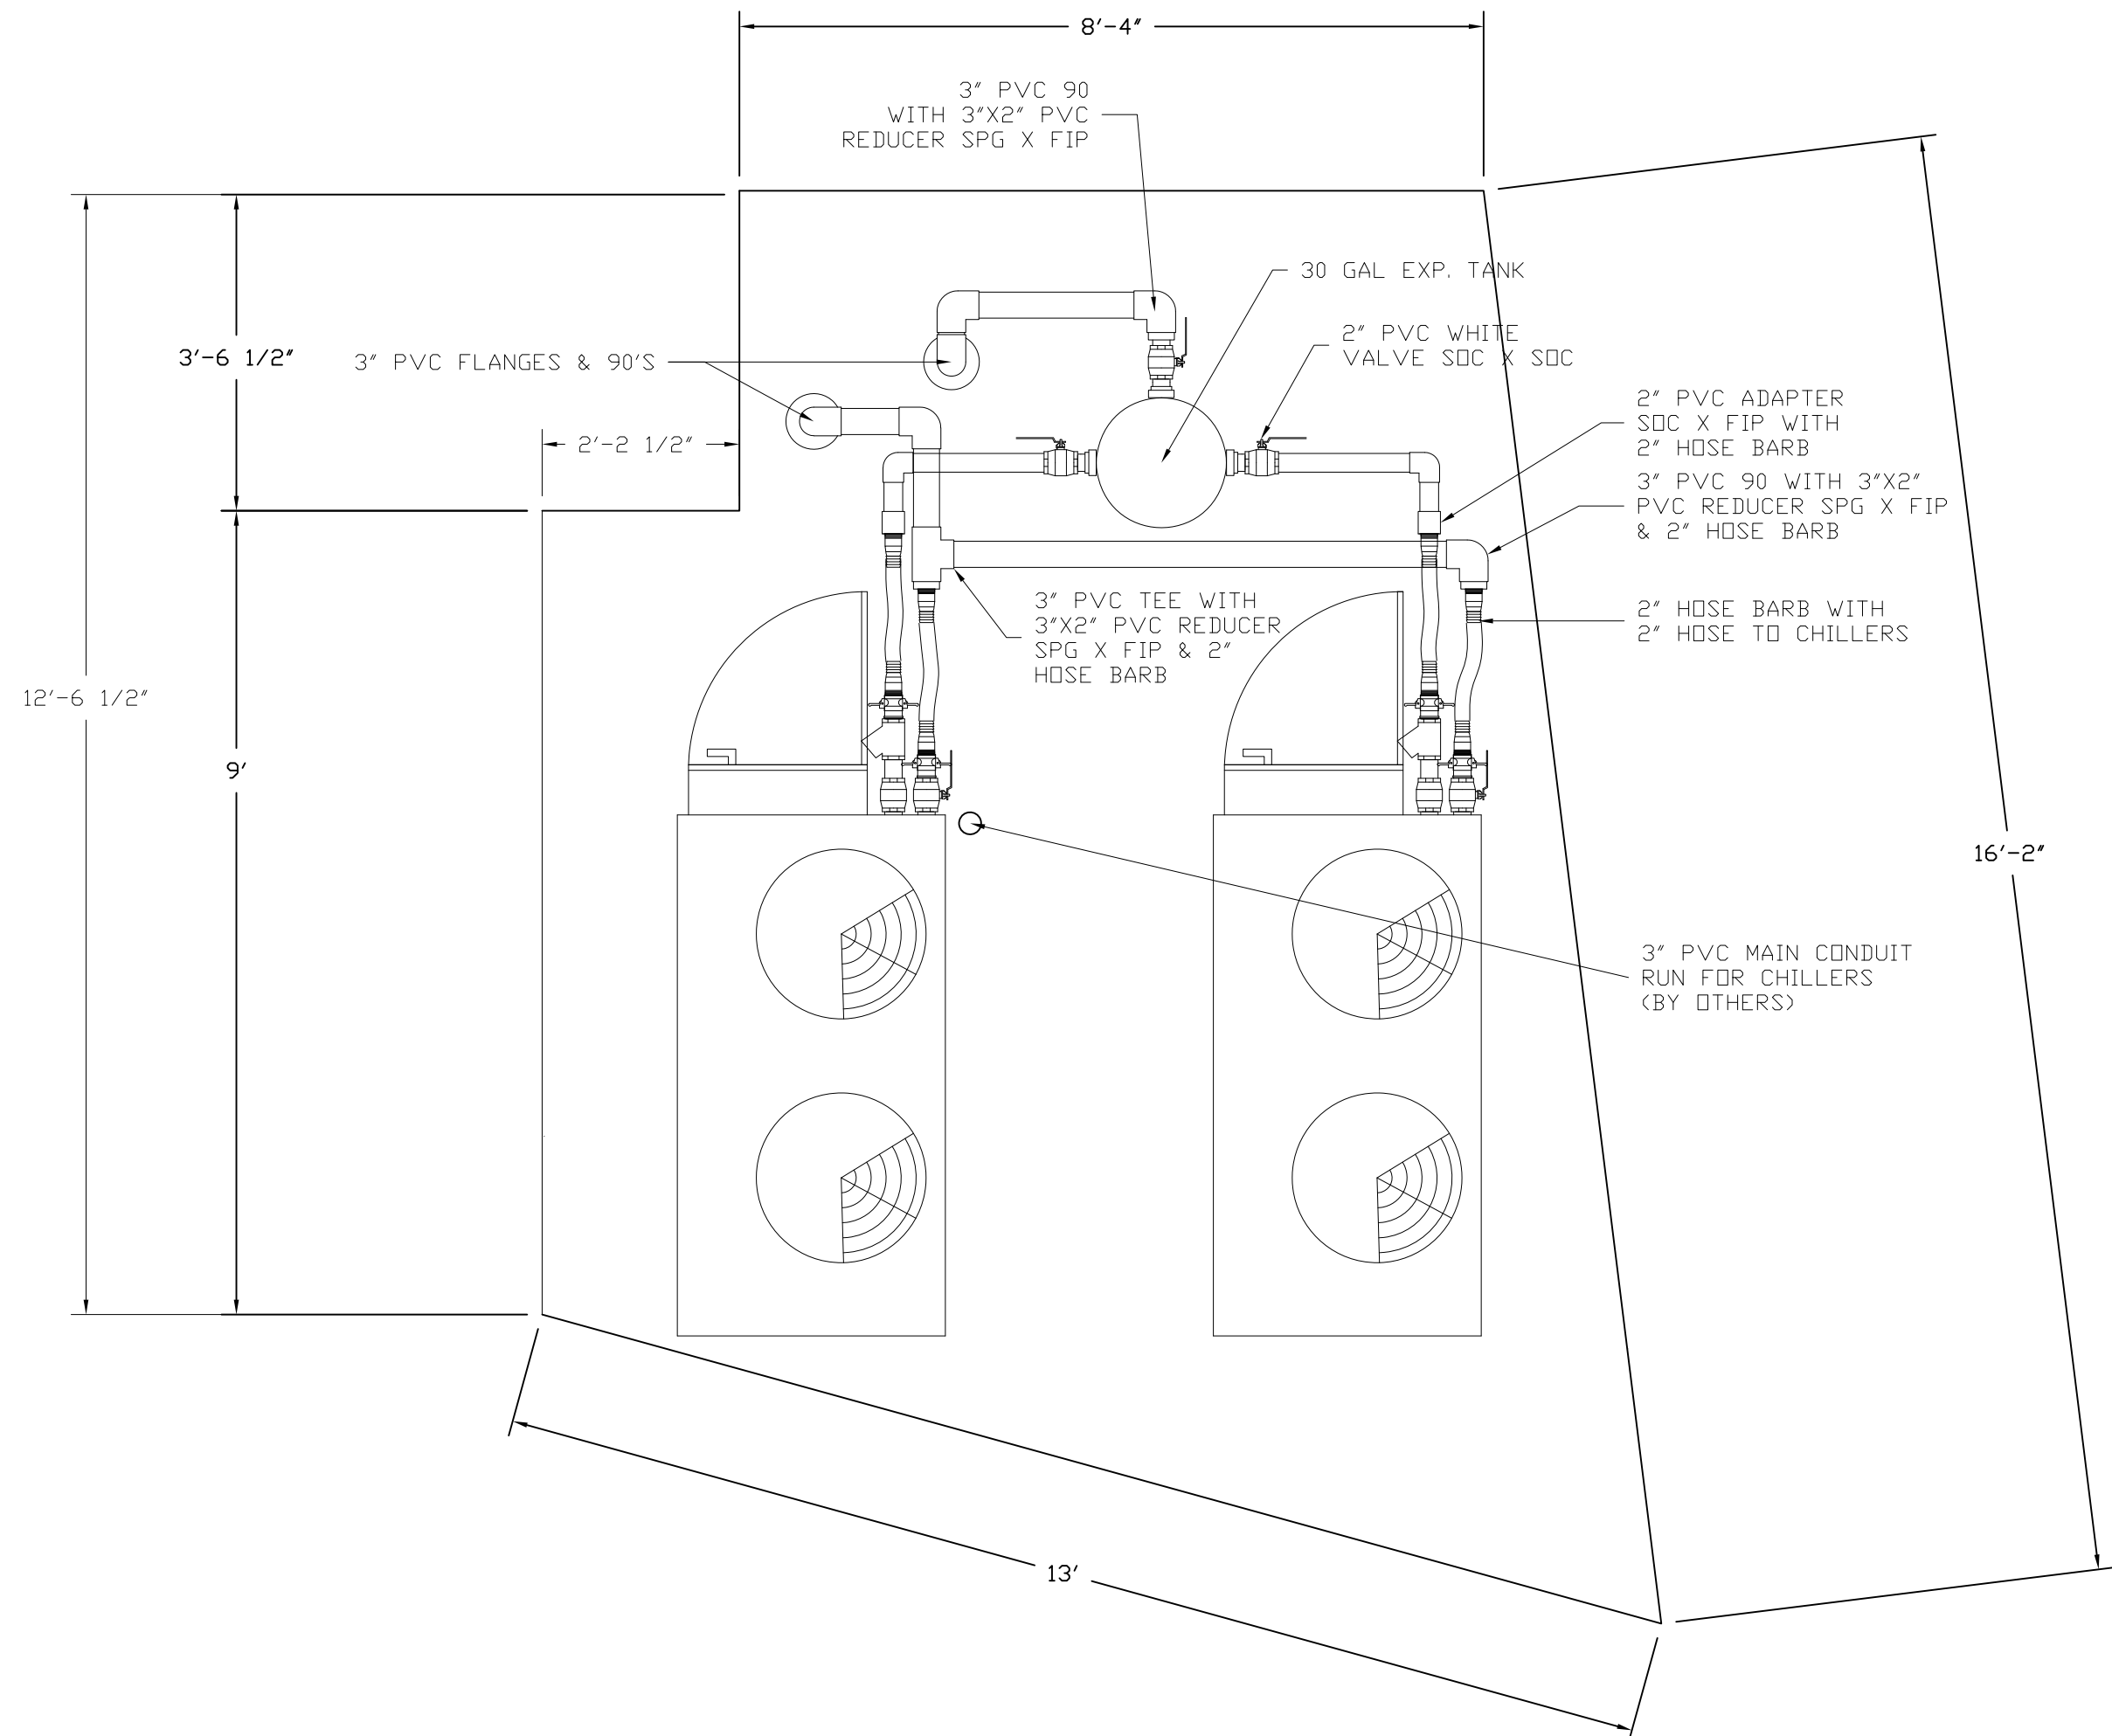 8'-4"
3" PVC 90
WITH 3"X2" PVC
REDUCER SPG X FIP
30 GAL EXP. TANK
2" PVC WHITE
VALVE SOC X SOC
3'-6 1/2"
3" PVC FLANGES & 90'S
2'-2 1/2"
2" PVC ADAPTER
SOC X FIP WITH
2" HOSE BARB
3" PVC 90 WITH 3"X2"
PVC REDUCER SPG X FIP
& 2" HOSE BARB
3" PVC TEE WITH
3"X2" PVC REDUCER
SPG X FIP & 2"
HOSE BARB
2" HOSE BARB WITH
2" HOSE TO CHILLERS
12'-6 1/2"
9'
16'-2"
3" PVC MAIN CONDUIT
RUN FOR CHILLERS
(BY OTHERS)
13'